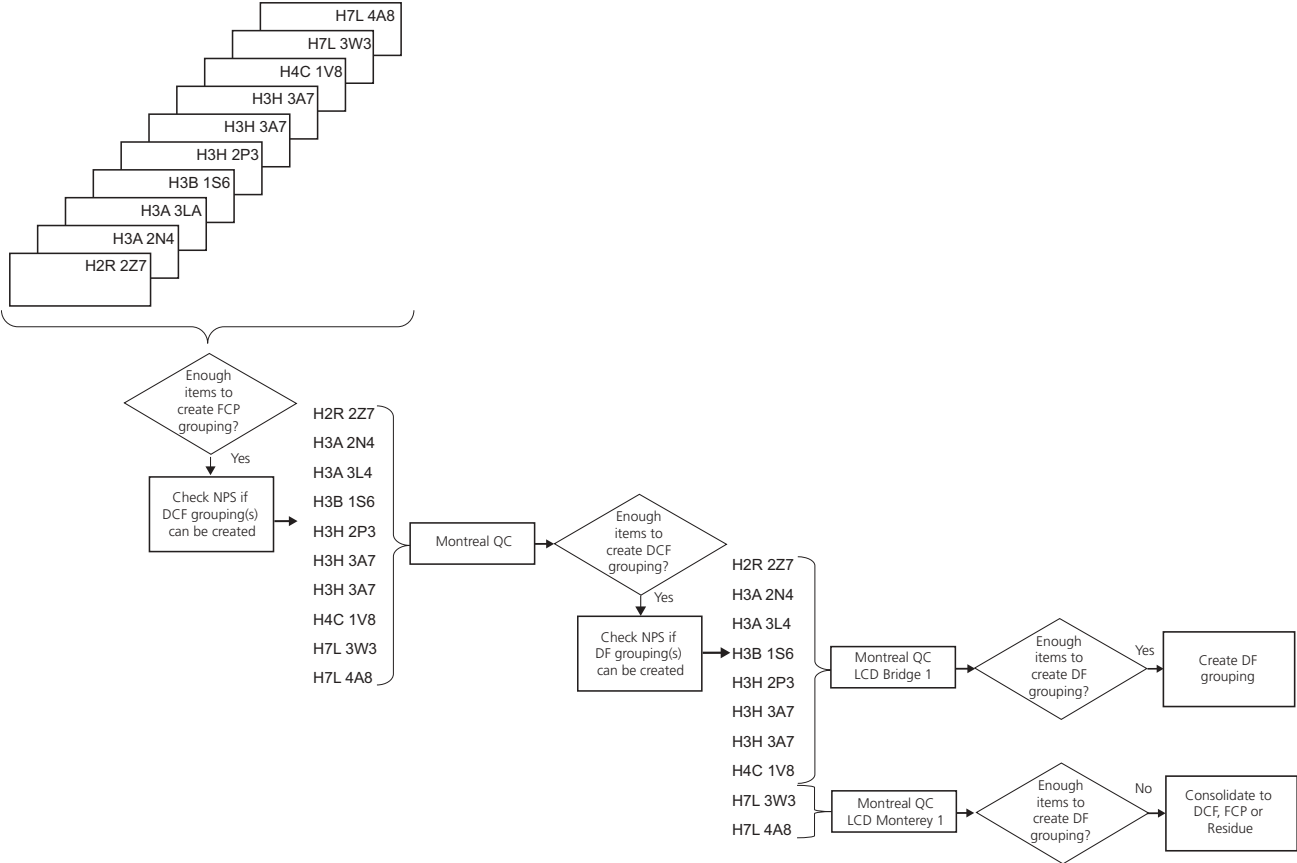 H7L 4A8
H7L 3W3
H4C 1V8
H3H 3A7
H3H 3A7
H3H 2P3
H3B 1S6
H3A 3LA
H3A 2N4
H2R 2Z7
Enough
items to
create FCP
grouping?
Yes
Check NPS if
DCF grouping(s)
can be created
H2R 2Z7
H3A 2N4
H3A 3L4
H3B 1S6
H3H 2P3
H3H 3A7
H3H 3A7
H4C 1V8
H7L 3W3
H7L 4A8
Montreal QC
Enough
items to
create DCF
grouping?
Yes
Check NPS if
DF grouping(s)
can be created
H2R 2Z7
H3A 2N4
H3A 3L4
H3B 1S6
H3H 2P3
H3H 3A7
H3H 3A7
H4C 1V8
H7L 3W3
H7L 4A8
Montreal QC
LCD Bridge 1
Enough
items to
create DF
grouping?
Yes
Create DF
grouping
Montreal QC
LCD Monterey 1
Enough
items to
create DF
grouping?
No
Consolidate to
DCF, FCP or
Residue